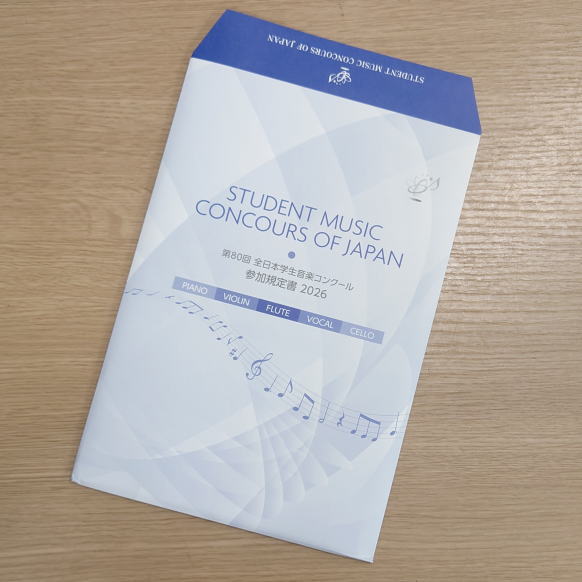 STUDENT MUSIC CONCOURS OF JAPAN
STUDENT MUSIC
CONCOURS OF JAPAN
第80回 全日本学生音楽コンクール
参加規定書 2026
PIANO VIOLIN FLUTE VOCAL CELLO